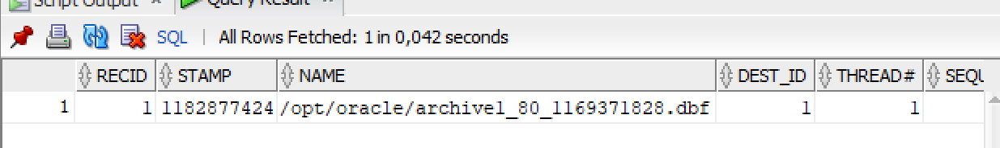 Script Output × Query Result ×
SQL | All Rows Fetched: 1 in 0,042 seconds
RECID STAMP NAME DEST_ID THREAD# SEQU
1 1 1182877424 /opt/oracle/archive1_80_1169371828.dbf 1 1